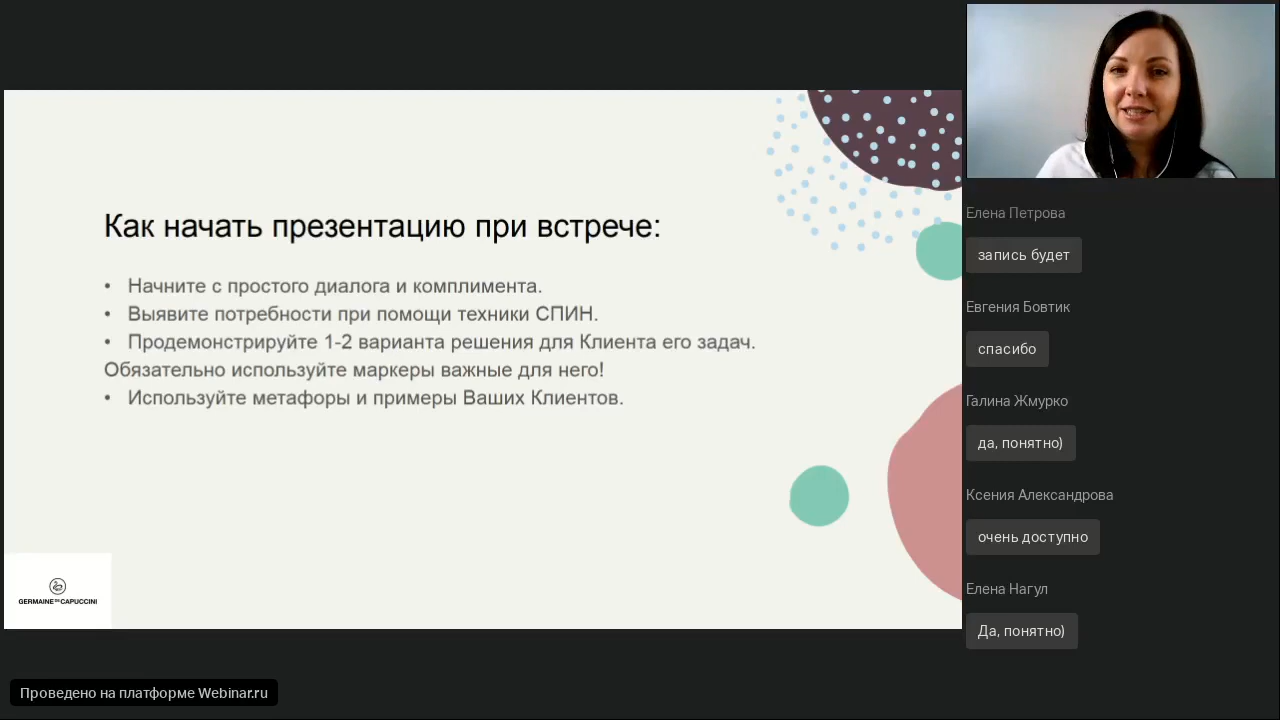 Как начать презентацию при встрече:
• Начните с простого диалога и комплимента.
• Выявите потребности при помощи техники СПИН.
• Продемонстрируйте 1-2 варианта решения для Клиента его задач.
Обязательно используйте маркеры важные для него!
• Используйте метафоры и примеры Ваших Клиентов.
GERMAINE DE CAPUCCINI
Проведено на платформе Webinar.ru
Елена Петрова
запись будет
Евгения Бовтик
спасибо
Галина Жмурко
да, понятно)
Ксения Александрова
очень доступно
Елена Нагул
Да, понятно)